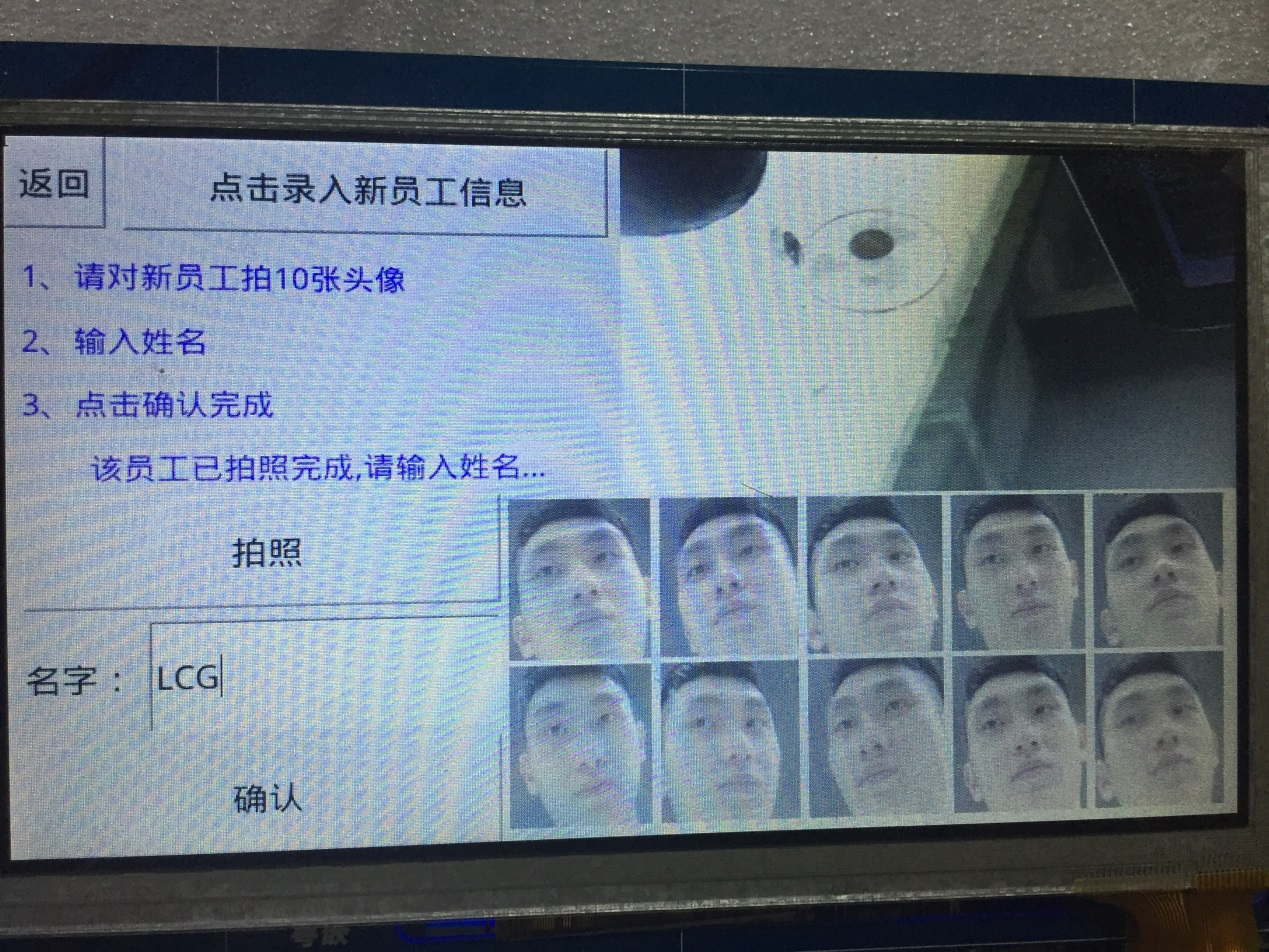 返回
点击录入新员工信息
1、请对新员工拍10张头像
2、输入姓名
3、点击确认完成
该员工已拍照完成,请输入姓名...
拍照
名字：
LCG
确认